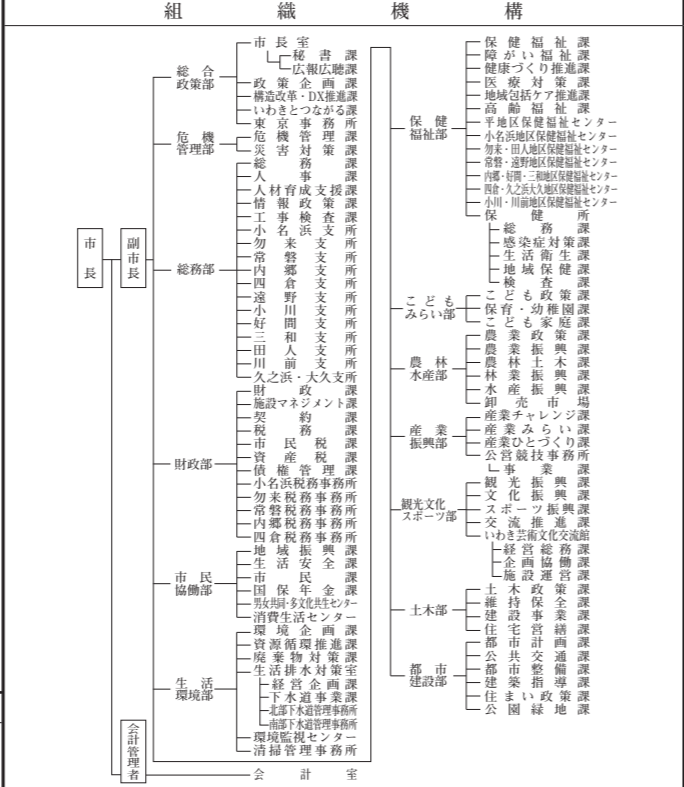 組織機構
市長
副市長
会計管理者
総合政策部
市長室
秘書課
広報広聴課
政策企画課
構造改革・DX推進課
いわきとつながる課
東京事務所
危機管理部
危機管理課
災害対策課
総務部
総務課
人事課
人材育成支援課
情報政策課
工事検査課
小名浜支所
勿来支所
常磐支所
内郷支所
四倉支所
遠野支所
小川支所
好間支所
三和支所
田人支所
川前支所
久之浜・大久支所
財政部
財政課
施設マネジメント課
契約課
税務課
市民税課
資産税課
債権管理課
小名浜税務事務所
勿来税務事務所
常磐税務事務所
内郷税務事務所
四倉税務事務所
市民協働部
地域振興課
生活安全課
市民課
国保年金課
男女共同・多文化共生センター
消費生活センター
生活環境部
環境企画課
資源循環推進課
廃棄物対策課
生活排水対策室
経営企画課
下水道事業課
北部下水道管理事務所
南部下水道管理事務所
環境監視センター
清掃管理事務所
会計室
保健福祉部
保健福祉課
障がい福祉課
健康づくり推進課
医療対策課
地域包括ケア推進課
高齢福祉課
平地区保健福祉センター
小名浜地区保健福祉センター
勿来・田人地区保健福祉センター
常磐・遠野地区保健福祉センター
内郷・好間・三和地区保健福祉センター
四倉・久之浜大久地区保健福祉センター
小川・川前地区保健福祉センター
保健所
総務課
感染症対策課
生活衛生課
地域保健課
検査課
こどもみらい部
こども政策課
保育・幼稚園課
こども家庭課
農林水産部
農業政策課
農業振興課
農林土木課
林業振興課
水産振興課
卸売市場
産業振興部
産業チャレンジ課
産業みらい課
産業ひとづくり課
公営競技事務所
事業課
観光文化スポーツ部
観光振興課
文化振興課
スポーツ振興課
交流推進課
いわき芸術文化交流館
経営総務課
企画協働課
施設運営課
土木部
土木政策課
維持保全課
建設事業課
住宅営繕課
都市建設部
都市計画課
公共交通課
都市整備課
建築指導課
住まい政策課
公園緑地課